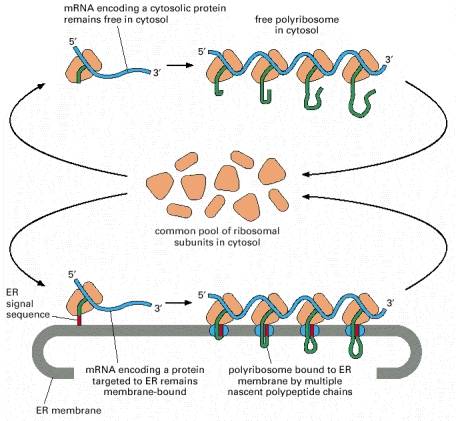 mRNA encoding a cytosolic protein
remains free in cytosol
free polyribosome
in cytosol
5′
3′
5′
3′
common pool of ribosomal
subunits in cytosol
ER
signal
sequence
5′
3′
5′
3′
mRNA encoding a protein
targeted to ER remains
membrane-bound
polyribosome bound to ER
membrane by multiple
nascent polypeptide chains
ER membrane